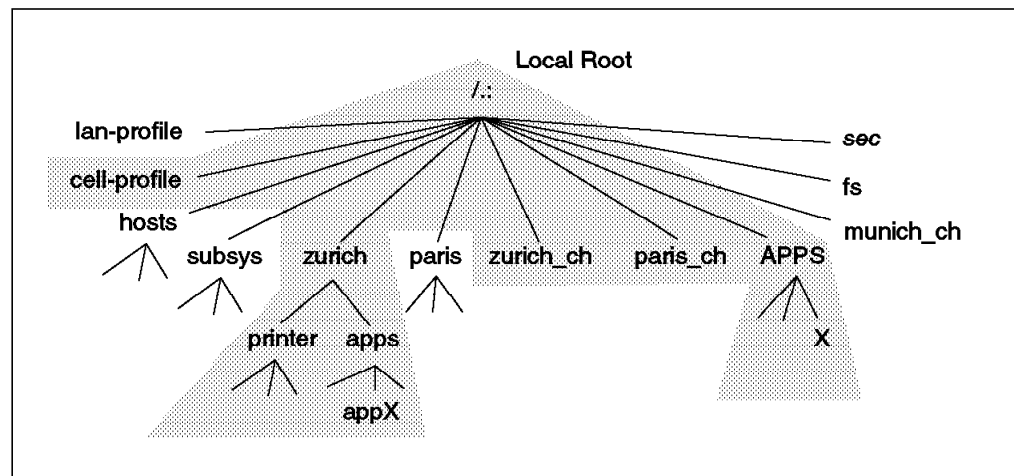 Local Root
/.:
lan-profile
sec
cell-profile
fs
hosts
munich_ch
subsys zurich paris zurich_ch paris_ch APPS
printer apps X
appX